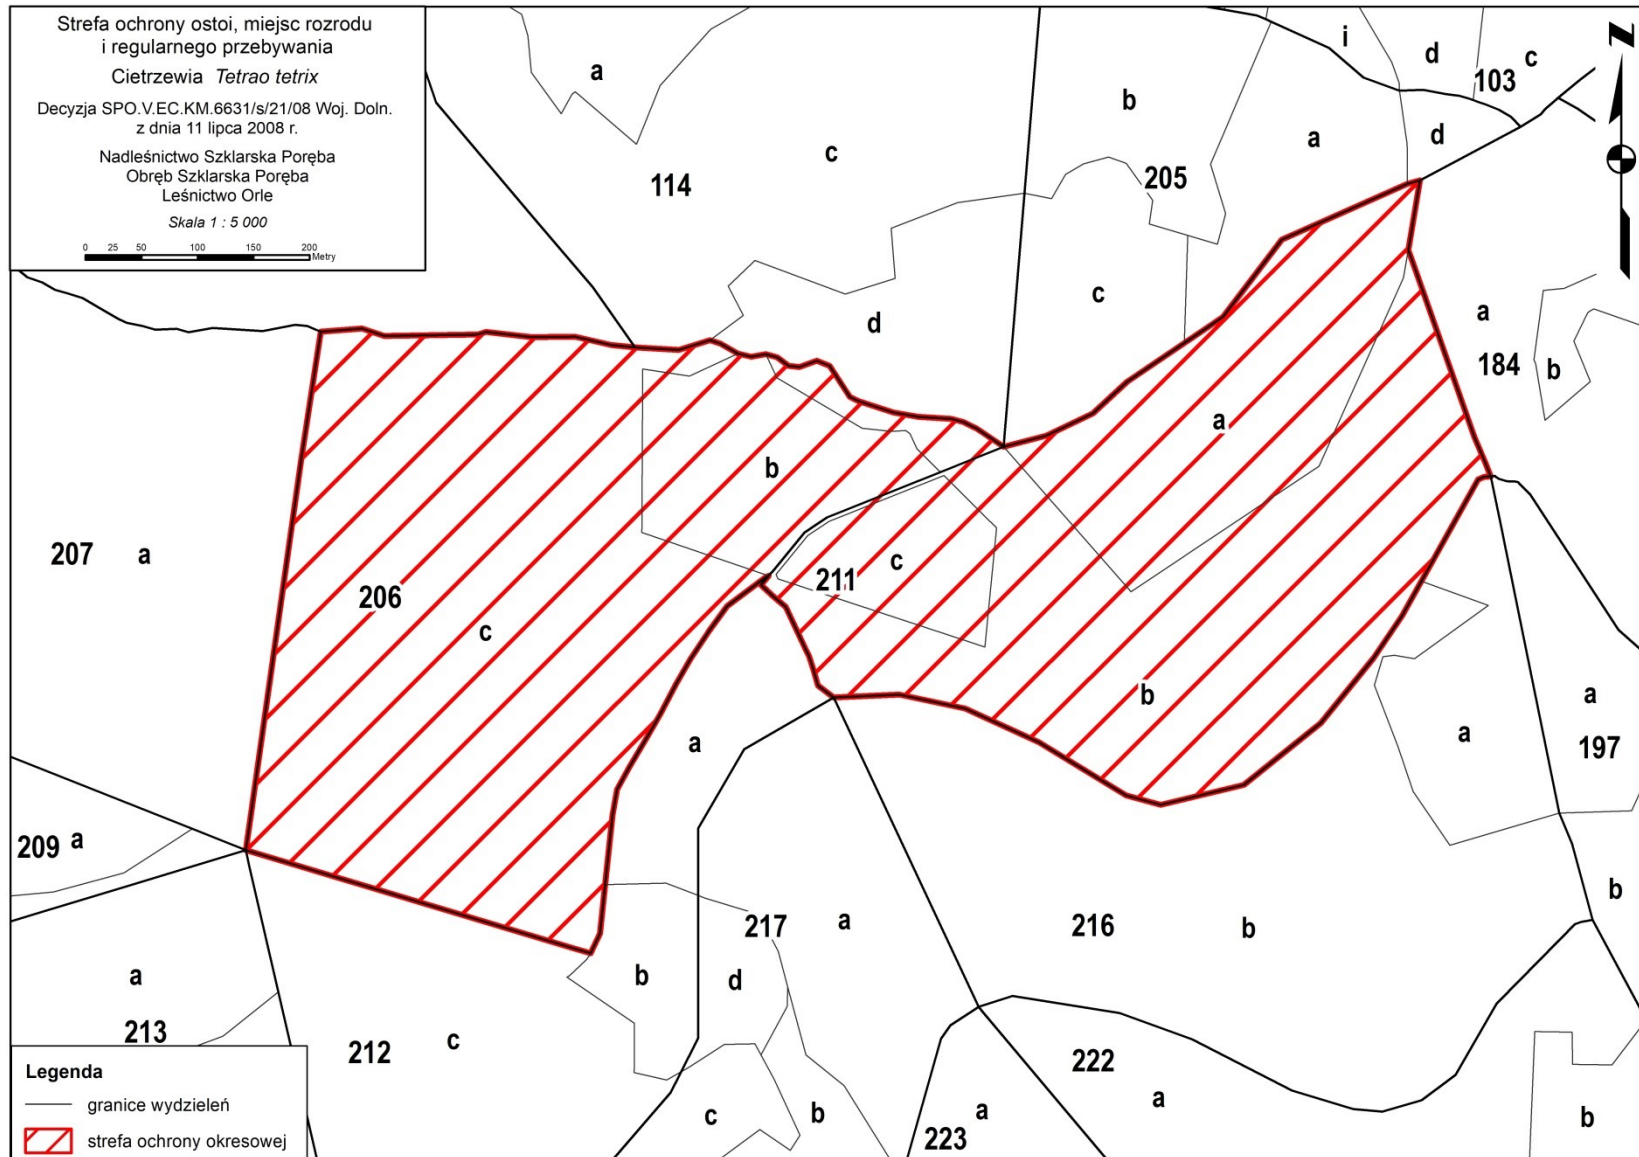 Strefa ochrony ostoi, miejsc rozrodu
i regularnego przebywania
Cietrzewia Tetrao tetrix
Decyzja SPO.V.EC.KM.6631/s/21/08 Woj. Doln.
z dnia 11 lipca 2008 r.
Nadleśnictwo Szklarska Poręba
Obręb Szklarska Poręba
Leśnictwo Orle
Skala 1 : 5 000
0 25 50 100 150 200
Metry
N
a
i
d
c
103
b
a
d
c
114
205
c
d
a
184
b
a
b
207 a
211 c
206
c
b
a
a
a
197
209 a
b
217 a
216 b
a
b
d
213
212 c
222
a
c
b
a
223
b
Legenda
granice wydzieleń
strefa ochrony okresowej